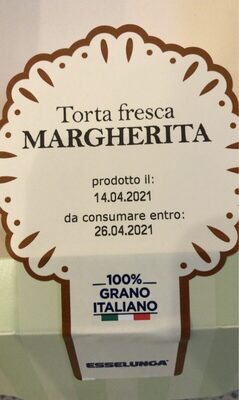 Torta fresca
MARGHERITA
prodotto il:
14.04.2021
da consumare entro:
26.04.2021
100%
GRANO
ITALIANO
ESSELUNGA